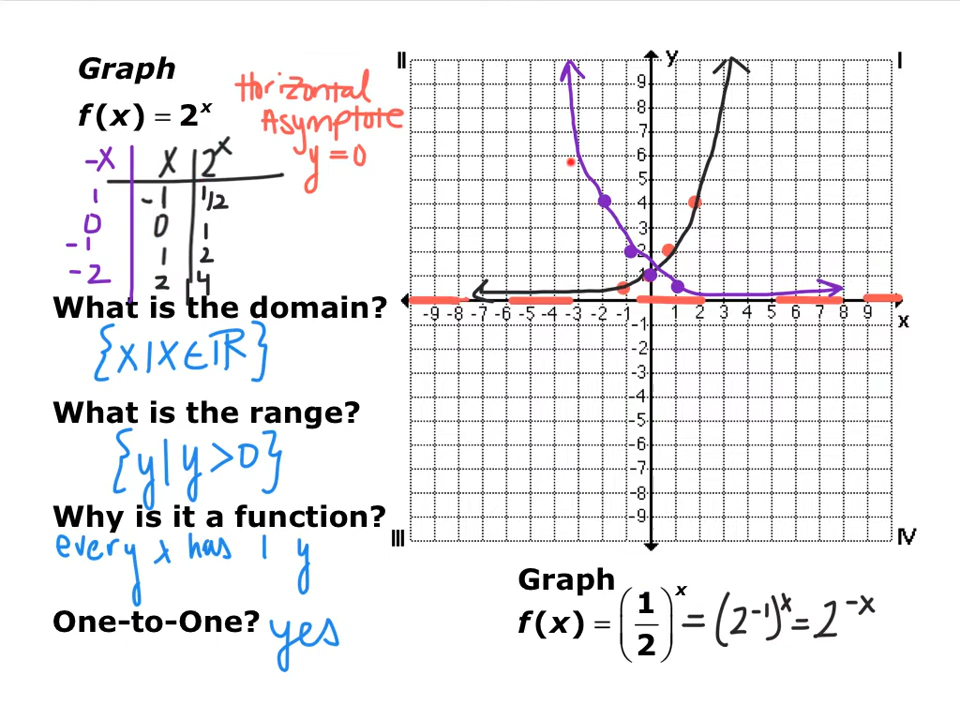 Graph
f(x) = 2ˣ
Horizontal
Asymptote
y = 0
-x | x | 2ˣ
1 | -1 | 1/2
0 | 0 | 1
-1 | 1 | 2
-2 | 2 | 4
What is the domain?
{x|x∈ℝ}
What is the range?
{y|y>0}
Why is it a function?
every x has 1 y
One-to-One? yes
II y I
9
8
7
6
5
4
3
2
1
-9 -8 -7 -6 -5 -4 -3 -2 -1 1 2 3 4 5 6 7 8 9 x
-1
-2
-3
-4
-5
-6
-7
-8
-9
III IV
Graph
f(x) = (1/2)ˣ = (2⁻¹)ˣ = 2⁻ˣ